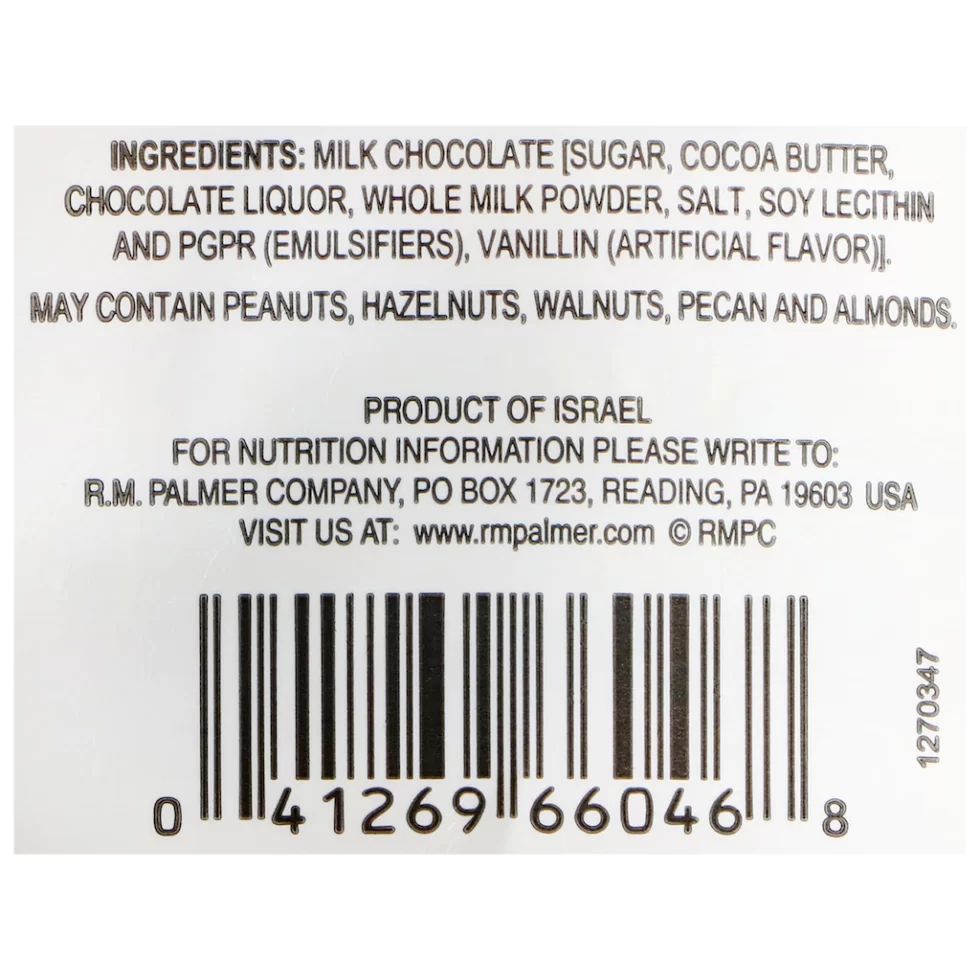 INGREDIENTS: MILK CHOCOLATE [SUGAR, COCOA BUTTER,
CHOCOLATE LIQUOR, WHOLE MILK POWDER, SALT, SOY LECITHIN
AND PGPR (EMULSIFIERS), VANILLIN (ARTIFICIAL FLAVOR)].
MAY CONTAIN PEANUTS, HAZELNUTS, WALNUTS, PECAN AND ALMONDS.
PRODUCT OF ISRAEL
FOR NUTRITION INFORMATION PLEASE WRITE TO:
R.M. PALMER COMPANY, PO BOX 1723, READING, PA 19603 USA
VISIT US AT: www.rmpalmer.com © RMPC
1270347
0 41269 66046 8